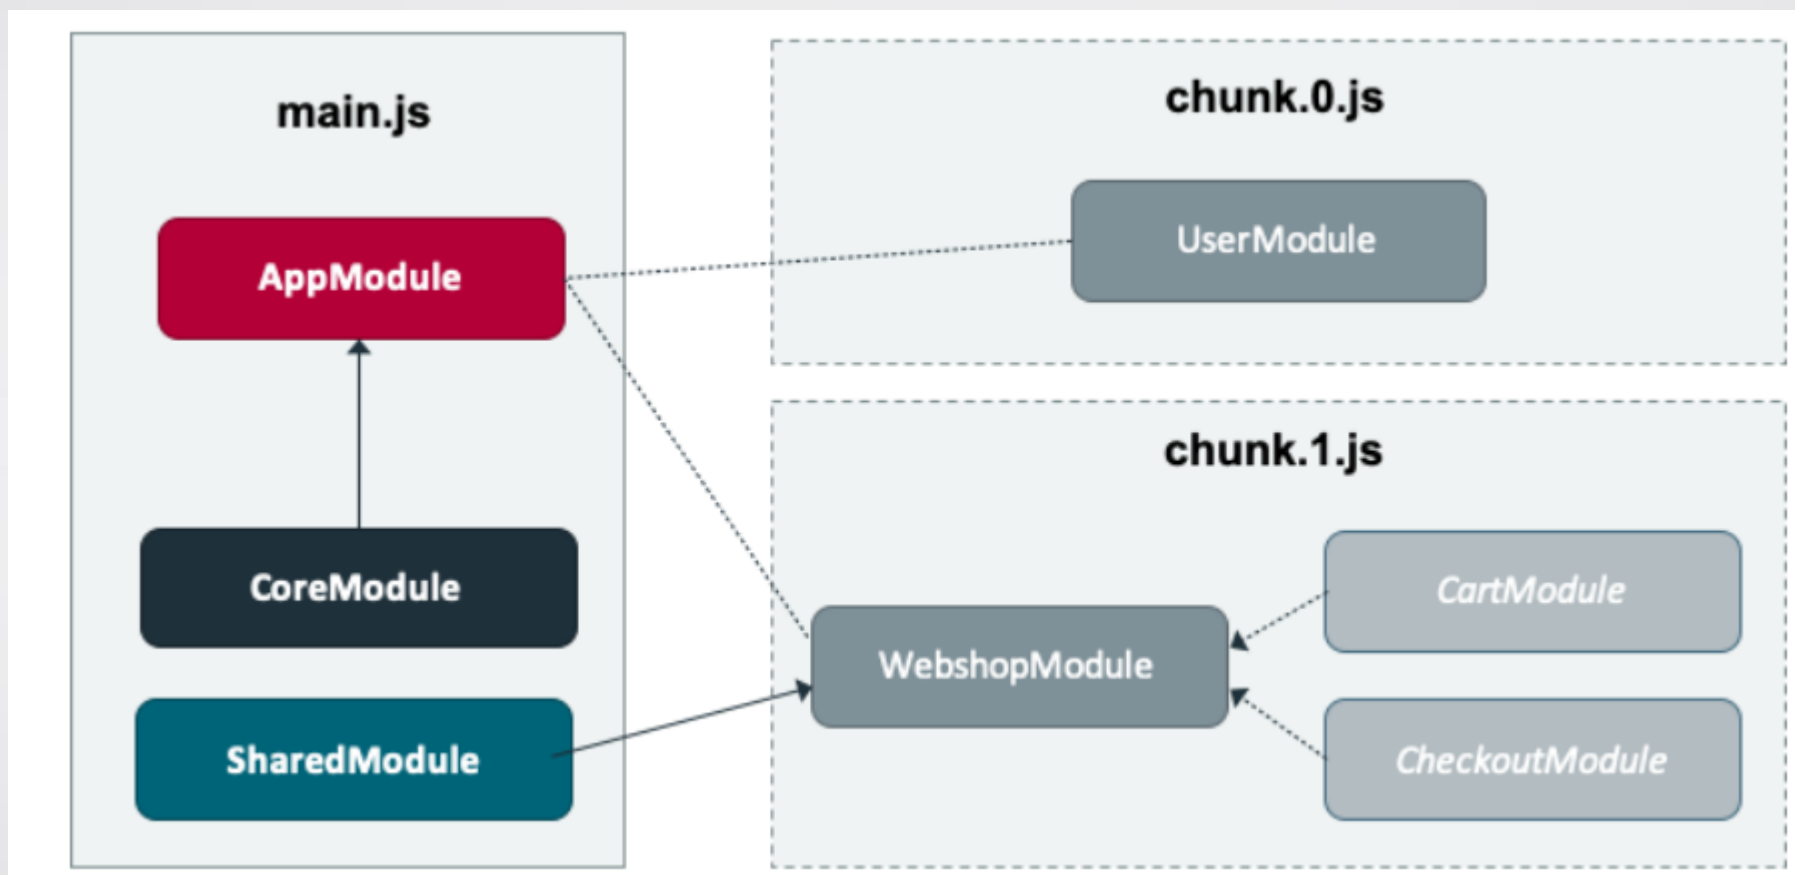 main.js
AppModule
CoreModule
SharedModule
chunk.0.js
UserModule
chunk.1.js
WebshopModule
CartModule
CheckoutModule